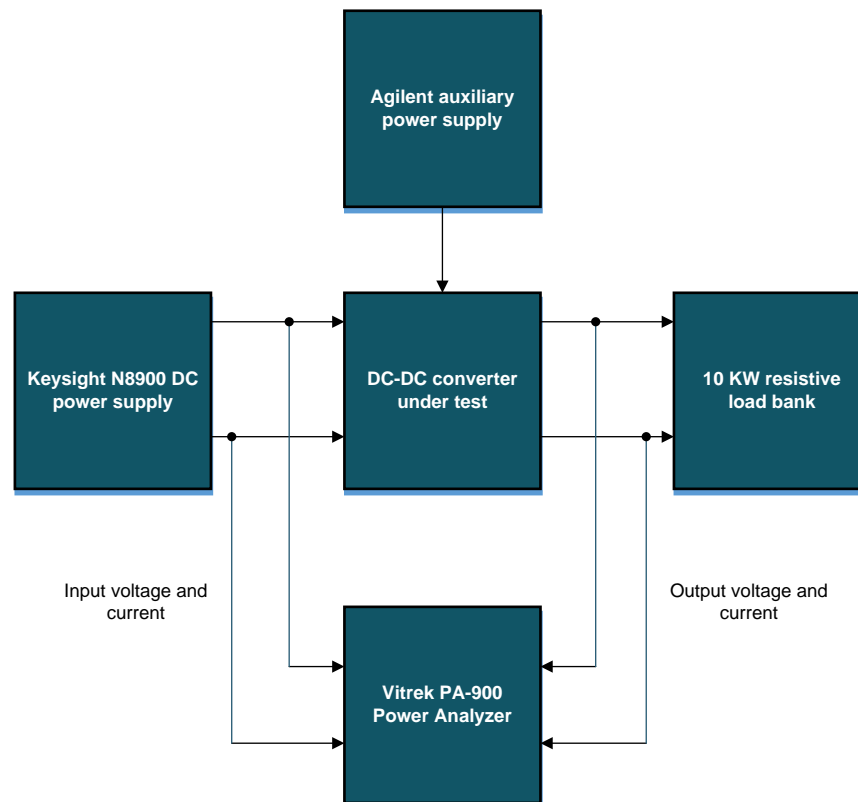 Agilent auxiliary
power supply
Keysight N8900 DC
power supply
DC-DC converter
under test
10 KW resistive
load bank
Input voltage and
current
Output voltage and
current
Vitrek PA-900
Power Analyzer